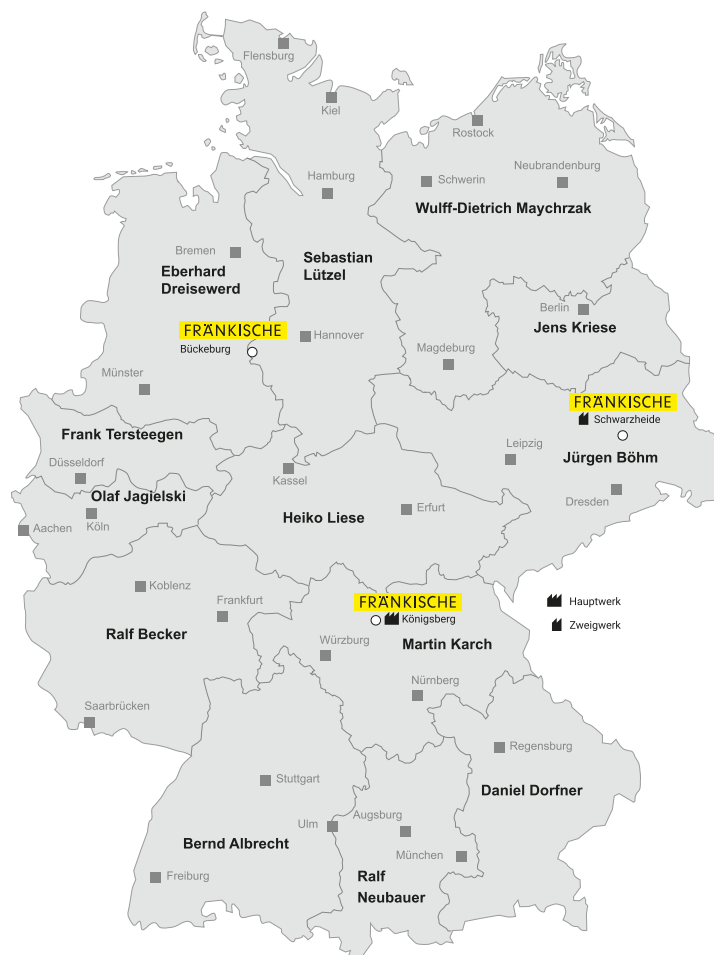 Flensburg
Kiel
Rostock
Hamburg
Schwerin
Neubrandenburg
Wulff-Dietrich Maychrzak
Bremen
Eberhard
Dreisewerd
Sebastian
Lützel
Berlin
Jens Kriese
FRÄNKISCHE
Bückeburg
Hannover
Magdeburg
Münster
FRÄNKISCHE
Schwarzheide
Frank Tersteegen
Düsseldorf
Leipzig
Jürgen Böhm
Kassel
Olaf Jagielski
Dresden
Aachen
Köln
Heiko Liese
Erfurt
Koblenz
Frankfurt
FRÄNKISCHE
Königsberg
Hauptwerk
Zweigwerk
Ralf Becker
Würzburg
Martin Karch
Nürnberg
Saarbrücken
Regensburg
Stuttgart
Daniel Dorfner
Ulm
Augsburg
Bernd Albrecht
München
Freiburg
Ralf
Neubauer